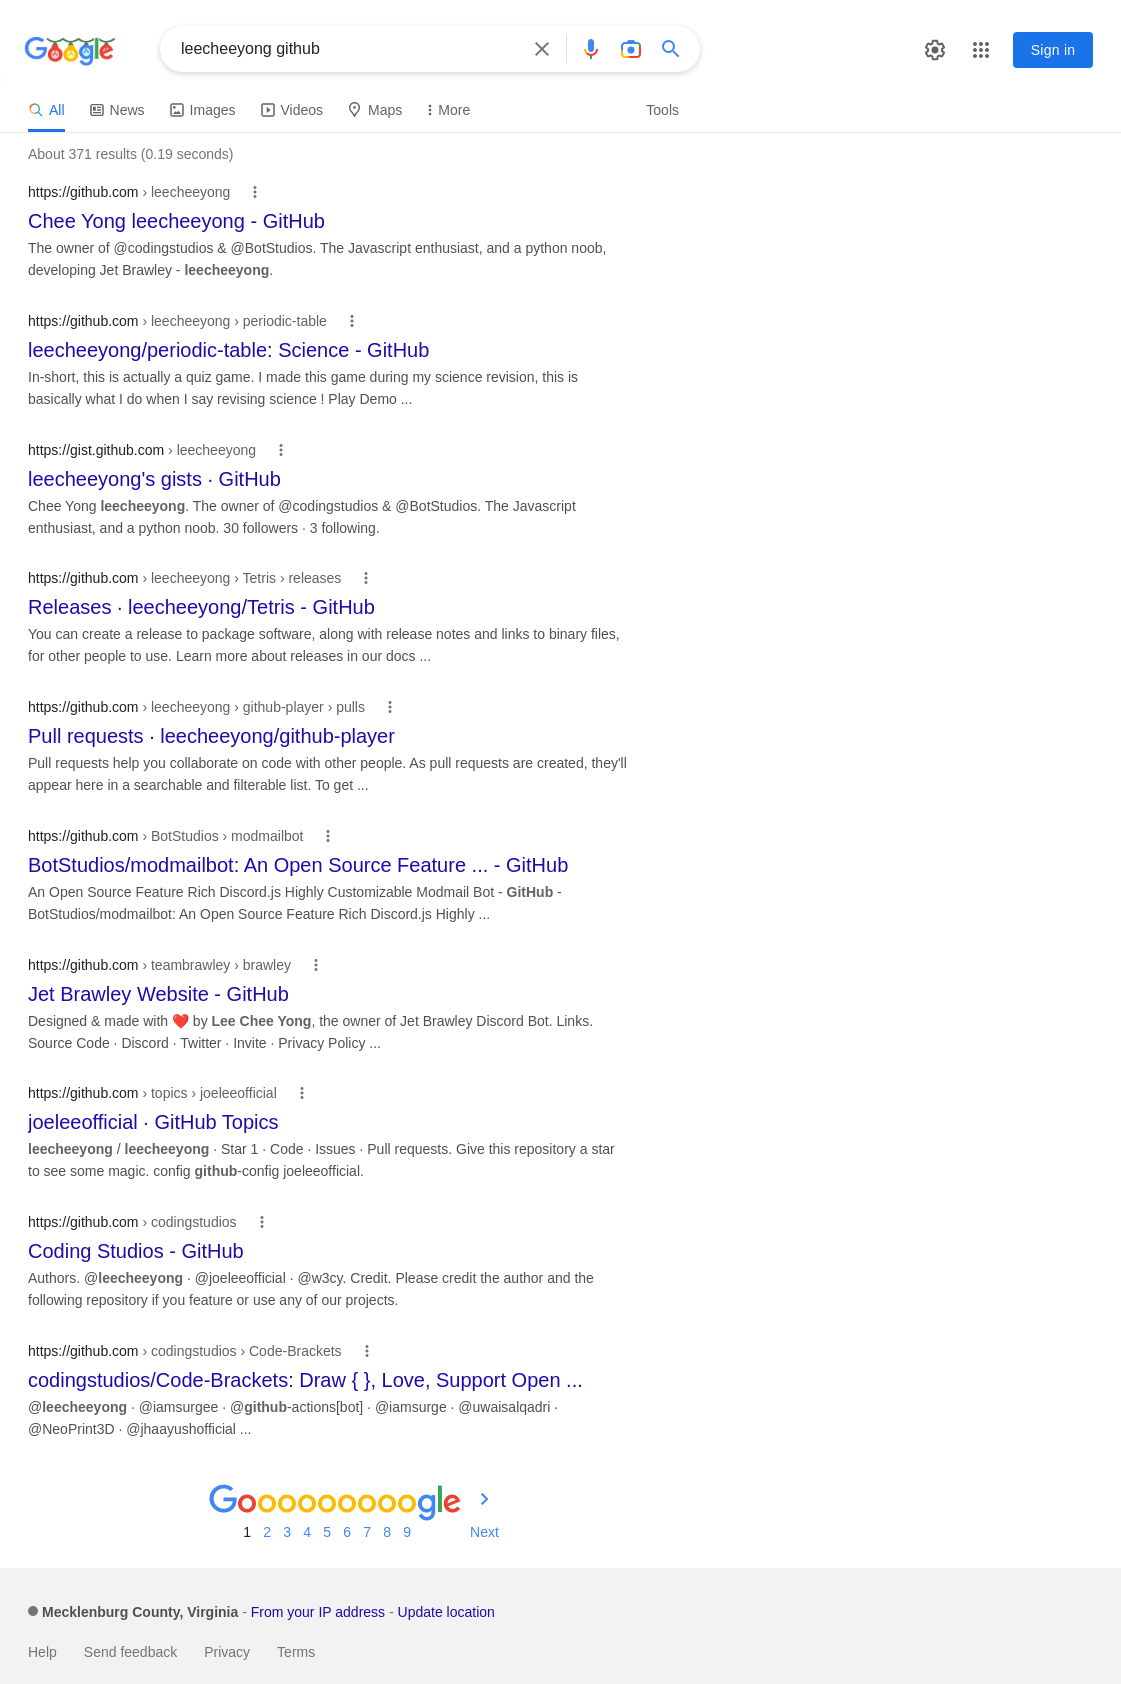 Google
leecheeyong github
Sign in
All News Images Videos Maps More Tools
About 371 results (0.19 seconds)
https://github.com › leecheeyong
Chee Yong leecheeyong - GitHub
The owner of @codingstudios & @BotStudios. The Javascript enthusiast, and a python noob,
developing Jet Brawley - leecheeyong.
https://github.com › leecheeyong › periodic-table
leecheeyong/periodic-table: Science - GitHub
In-short, this is actually a quiz game. I made this game during my science revision, this is
basically what I do when I say revising science ! Play Demo ...
https://gist.github.com › leecheeyong
leecheeyong's gists · GitHub
Chee Yong leecheeyong. The owner of @codingstudios & @BotStudios. The Javascript
enthusiast, and a python noob. 30 followers · 3 following.
https://github.com › leecheeyong › Tetris › releases
Releases · leecheeyong/Tetris - GitHub
You can create a release to package software, along with release notes and links to binary files,
for other people to use. Learn more about releases in our docs ...
https://github.com › leecheeyong › github-player › pulls
Pull requests · leecheeyong/github-player
Pull requests help you collaborate on code with other people. As pull requests are created, they'll
appear here in a searchable and filterable list. To get ...
https://github.com › BotStudios › modmailbot
BotStudios/modmailbot: An Open Source Feature ... - GitHub
An Open Source Feature Rich Discord.js Highly Customizable Modmail Bot - GitHub -
BotStudios/modmailbot: An Open Source Feature Rich Discord.js Highly ...
https://github.com › teambrawley › brawley
Jet Brawley Website - GitHub
Designed & made with ❤️ by Lee Chee Yong, the owner of Jet Brawley Discord Bot. Links.
Source Code · Discord · Twitter · Invite · Privacy Policy ...
https://github.com › topics › joeleeofficial
joeleeofficial · GitHub Topics
leecheeyong / leecheeyong · Star 1 · Code · Issues · Pull requests. Give this repository a star
to see some magic. config github-config joeleeofficial.
https://github.com › codingstudios
Coding Studios - GitHub
Authors. @leecheeyong · @joeleeofficial · @w3cy. Credit. Please credit the author and the
following repository if you feature or use any of our projects.
https://github.com › codingstudios › Code-Brackets
codingstudios/Code-Brackets: Draw { }, Love, Support Open ...
@leecheeyong · @iamsurgee · @github-actions[bot] · @iamsurge · @uwaisalqadri ·
@NeoPrint3D · @jhaayushofficial ...
Goooooooooogle
1 2 3 4 5 6 7 8 9 Next
Mecklenburg County, Virginia - From your IP address - Update location
Help Send feedback Privacy Terms